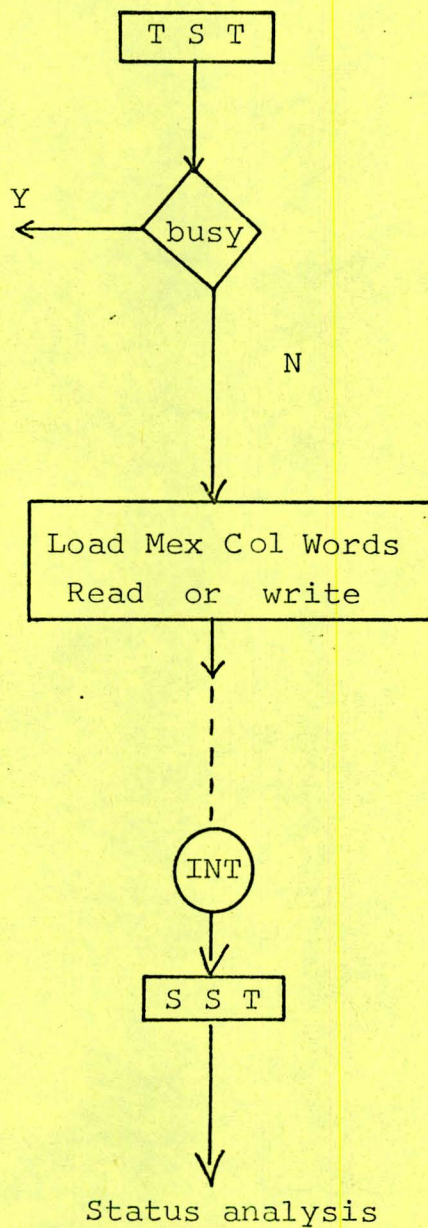 T S T
Y
busy
N
Load Mex Col Words
Read or write
INT
S S T
Status analysis